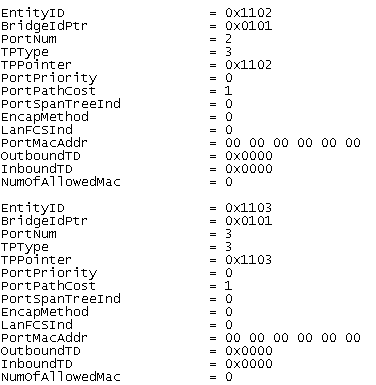 EntityID = 0x1102
BridgeIdPtr = 0x0101
PortNum = 2
TPType = 3
TPPointer = 0x1102
PortPriority = 0
PortPathCost = 1
PortSpanTreeInd = 0
EncapMethod = 0
LanFCSInd = 0
PortMacAddr = 00 00 00 00 00 00
OutboundTD = 0x0000
InboundTD = 0x0000
NumOfAllowedMac = 0
EntityID = 0x1103
BridgeIdPtr = 0x0101
PortNum = 3
TPType = 3
TPPointer = 0x1103
PortPriority = 0
PortPathCost = 1
PortSpanTreeInd = 0
EncapMethod = 0
LanFCSInd = 0
PortMacAddr = 00 00 00 00 00 00
OutboundTD = 0x0000
InboundTD = 0x0000
NumOfAllowedMac = 0